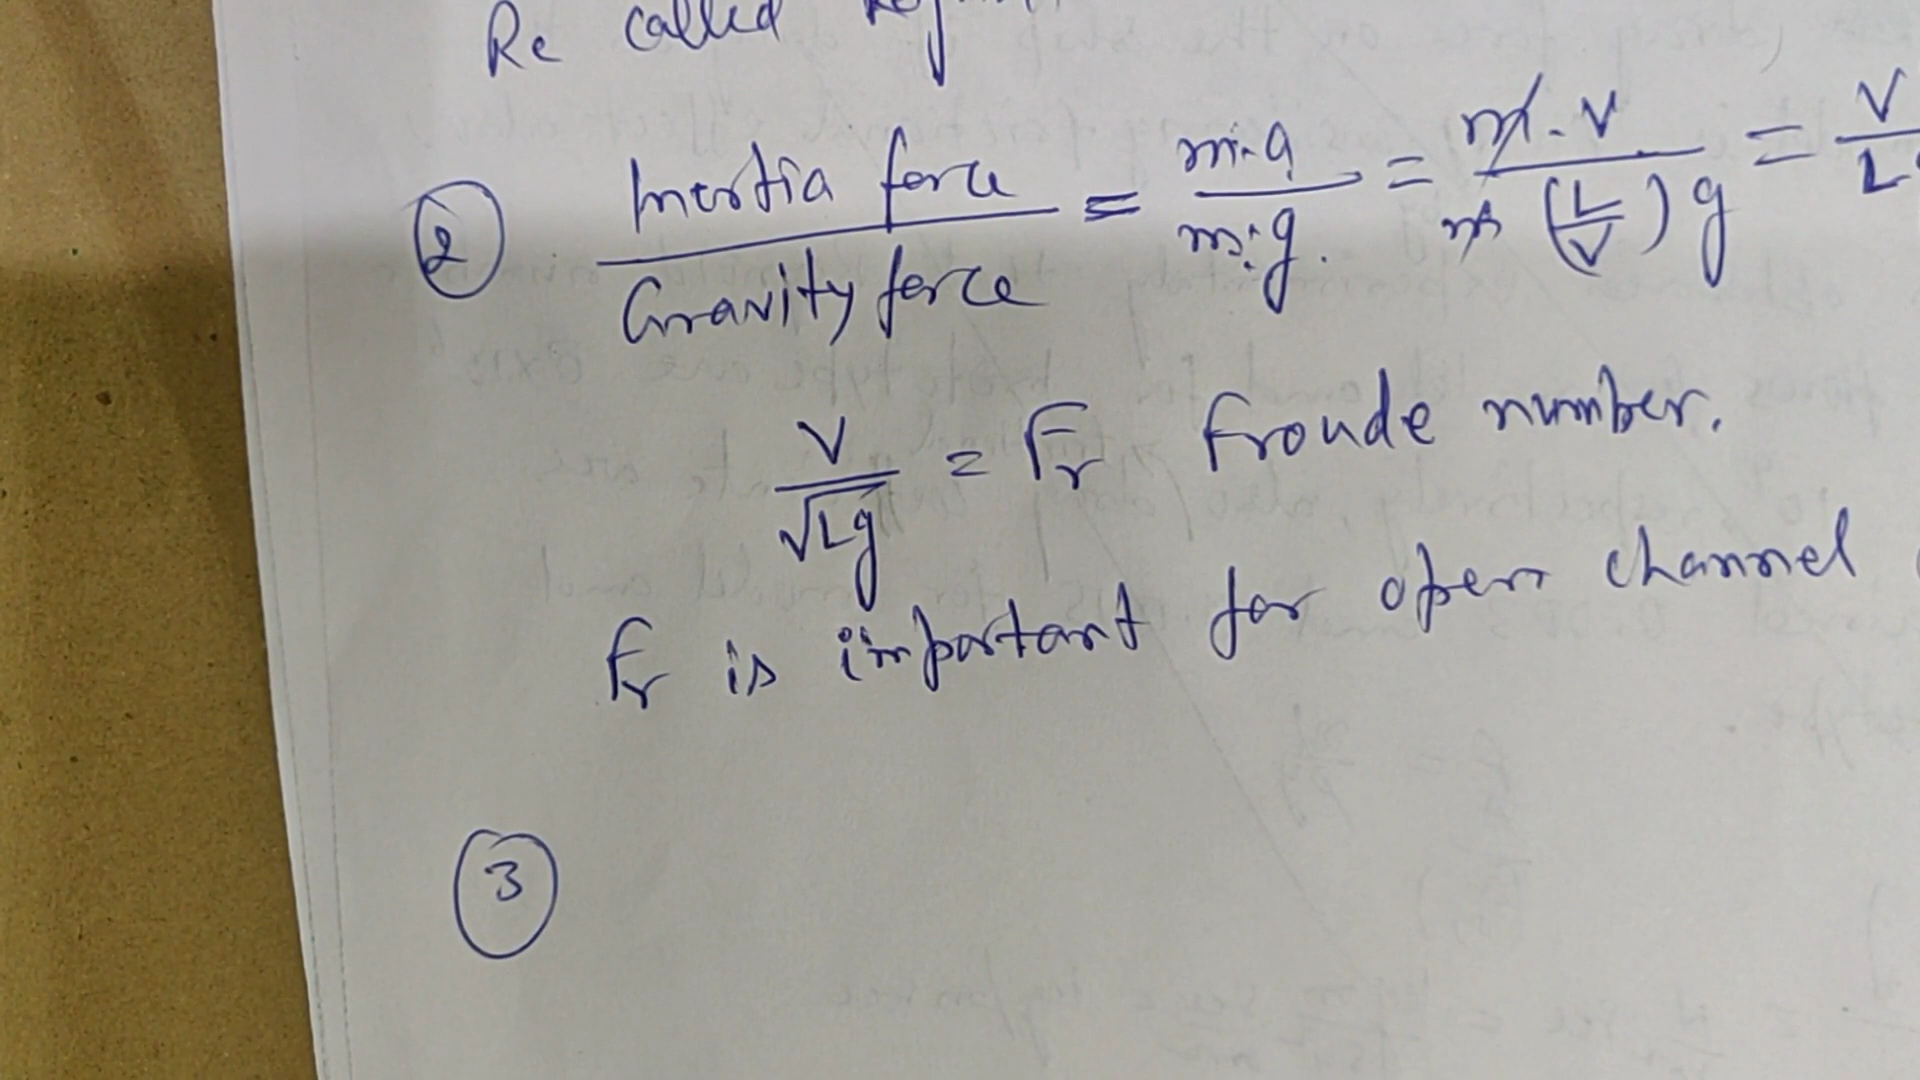 Re called
② Inertia force / Gravity force = m.a / m.g. = m.V / m (L/V) g = V / L
V / √Lg = Fr Froude number.
Fr is important for open channel
③